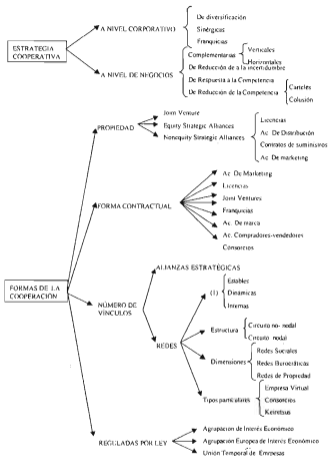 De diversificación
A NIVEL CORPORATIVO
Sinérgicas
Franquicias
ESTRATEGIA
COOPERATIVA
Complementarias
Verticales
Horizontales
A NIVEL DE NEGOCIOS
De Reducción de a la incertidumbre
De Respuesta a la Competencia
De Reducción de la Competencia
Carteles
Colusión
PROPIEDAD
Joint Venture
Equity Strategic Alliances
Nonequity Strategic Alliances
Licencias
Ac. De Distribución
Contratos de suministros
Ac. De marketing
FORMA CONTRACTUAL
Ac. De Marketing
Licencias
Joint Ventures
Franquicias
Ac. De marca
Ac. Compradores-vendedores
Consorcios
FORMAS DE LA
COOPERACIÓN
NÚMERO DE
VÍNCULOS
ALIANZAS ESTRATÉGICAS
REDES
(1)
Estables
Dinamicas
Internas
Estructura
Circuito no- nodal
Circuito nodal
Dimensiones
Redes Sociales
Redes Burocráticas
Redes de Propiedad
Tipos particulares
Empresa Virtual
Consorcios
Keiretsus
REGULADAS POR LEY
Agrupacion de Interés Económico
Agrupación Europea de Interés Economico
Unión Temporal de Empresas